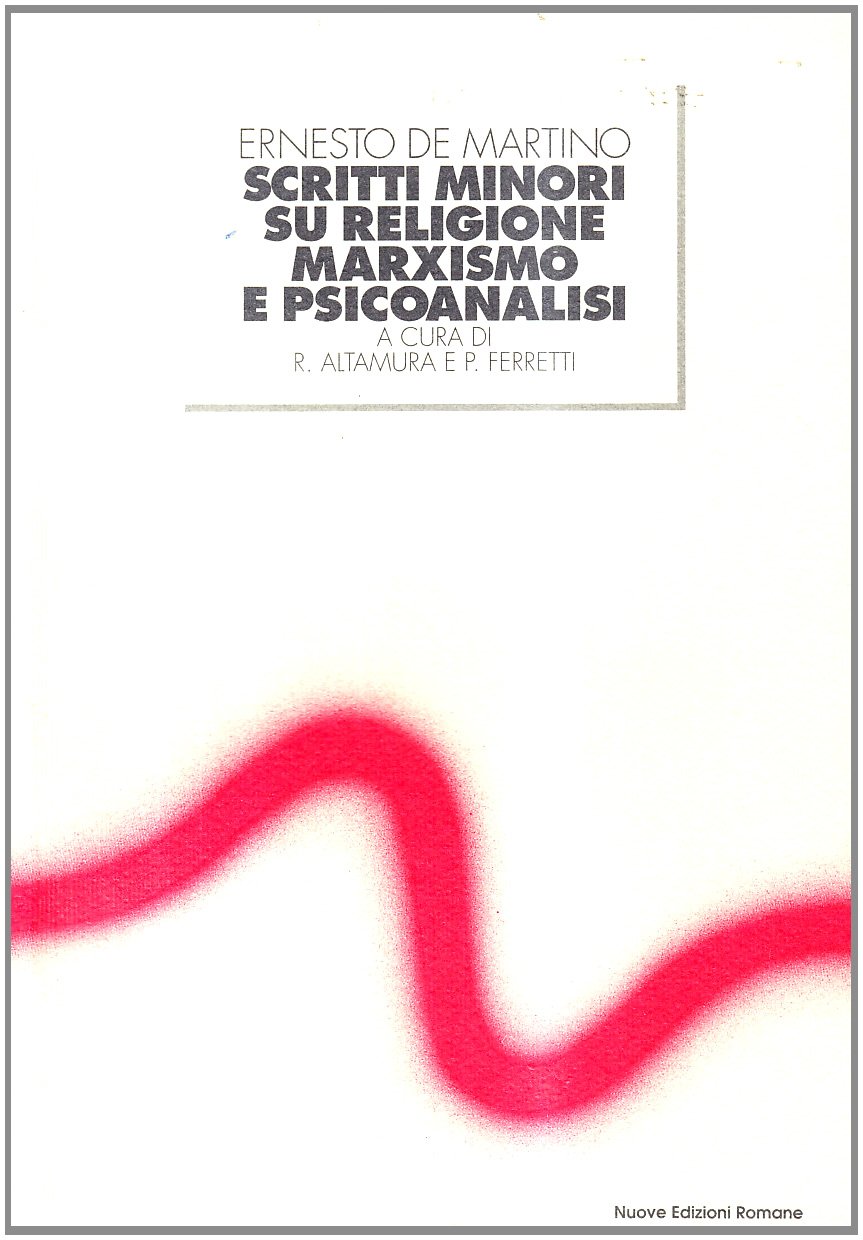 ERNESTO DE MARTINO
SCRITTI MINORI
SU RELIGIONE
MARXISMO
E PSICOANALISI
A CURA DI
R. ALTAMURA E P. FERRETTI
Nuove Edizioni Romane